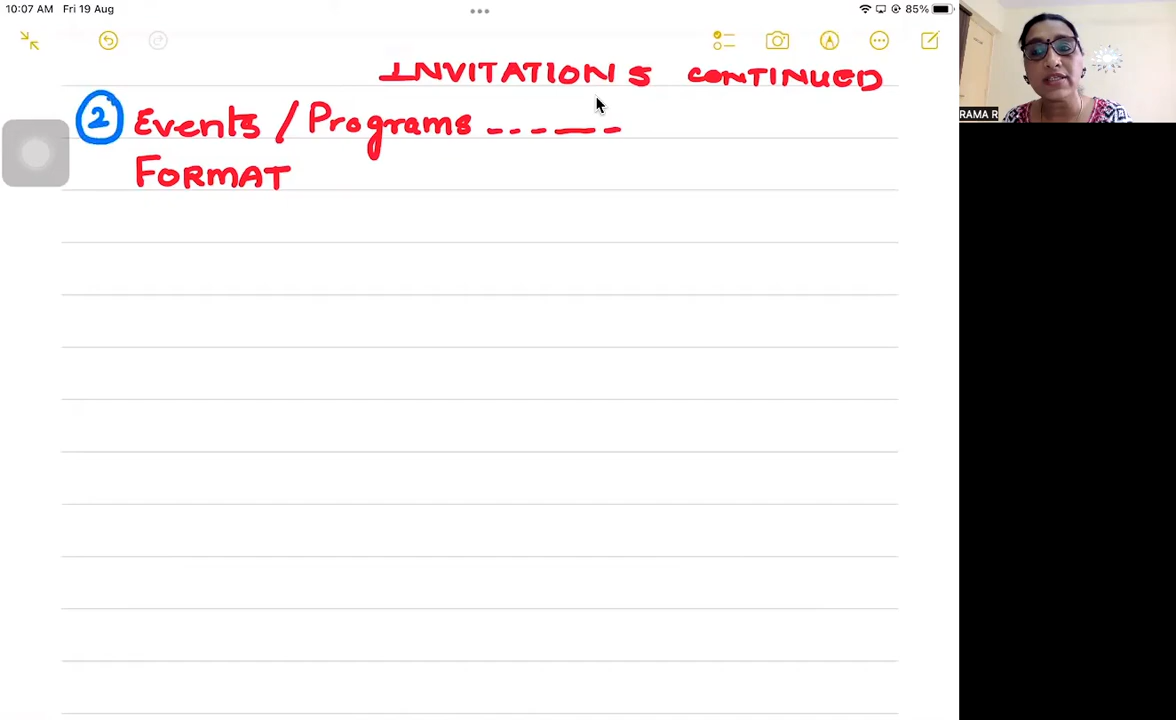 10:07 AM Fri 19 Aug
85%
INVITATIONS CONTINUED
2 Events / Programs ------
FORMAT
RAMA R